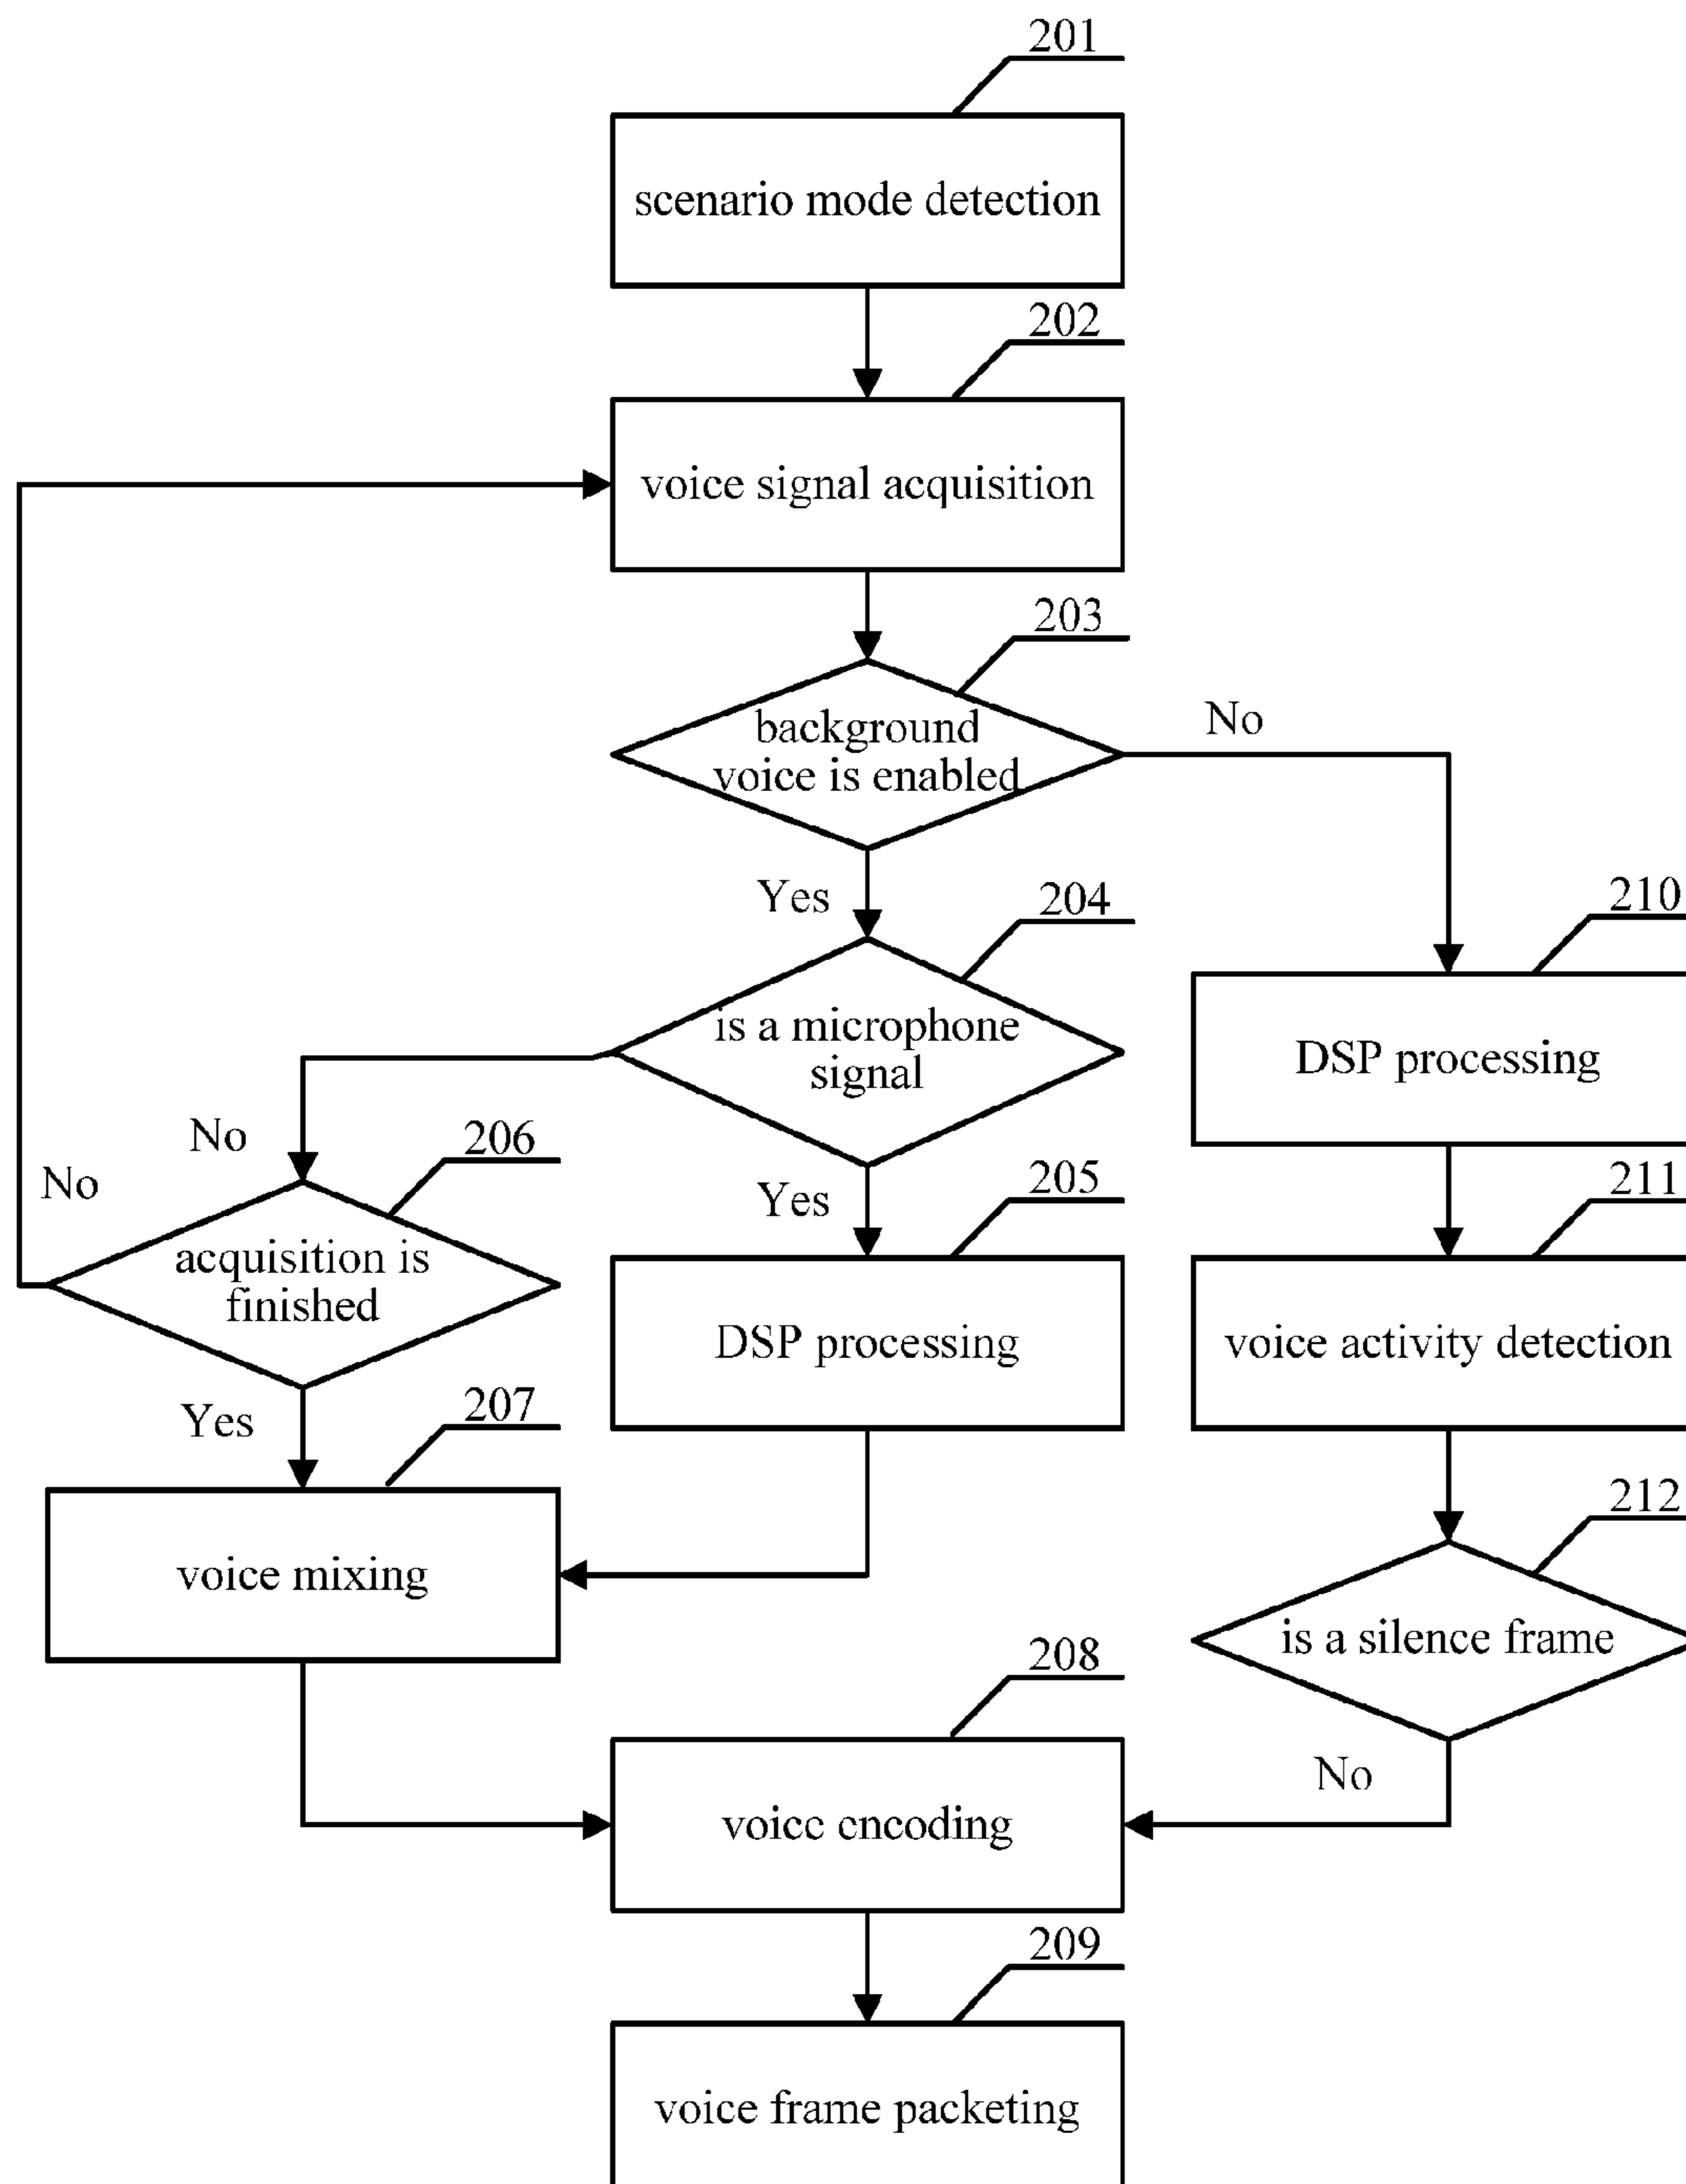 201
scenario mode detection
202
voice signal acquisition
203
background
voice is enabled
No
Yes
204
is a microphone
signal
210
DSP processing
No
206
No
acquisition is
finished
Yes
205
DSP processing
211
voice activity detection
Yes
207
voice mixing
212
is a silence frame
No
208
voice encoding
209
voice frame packeting